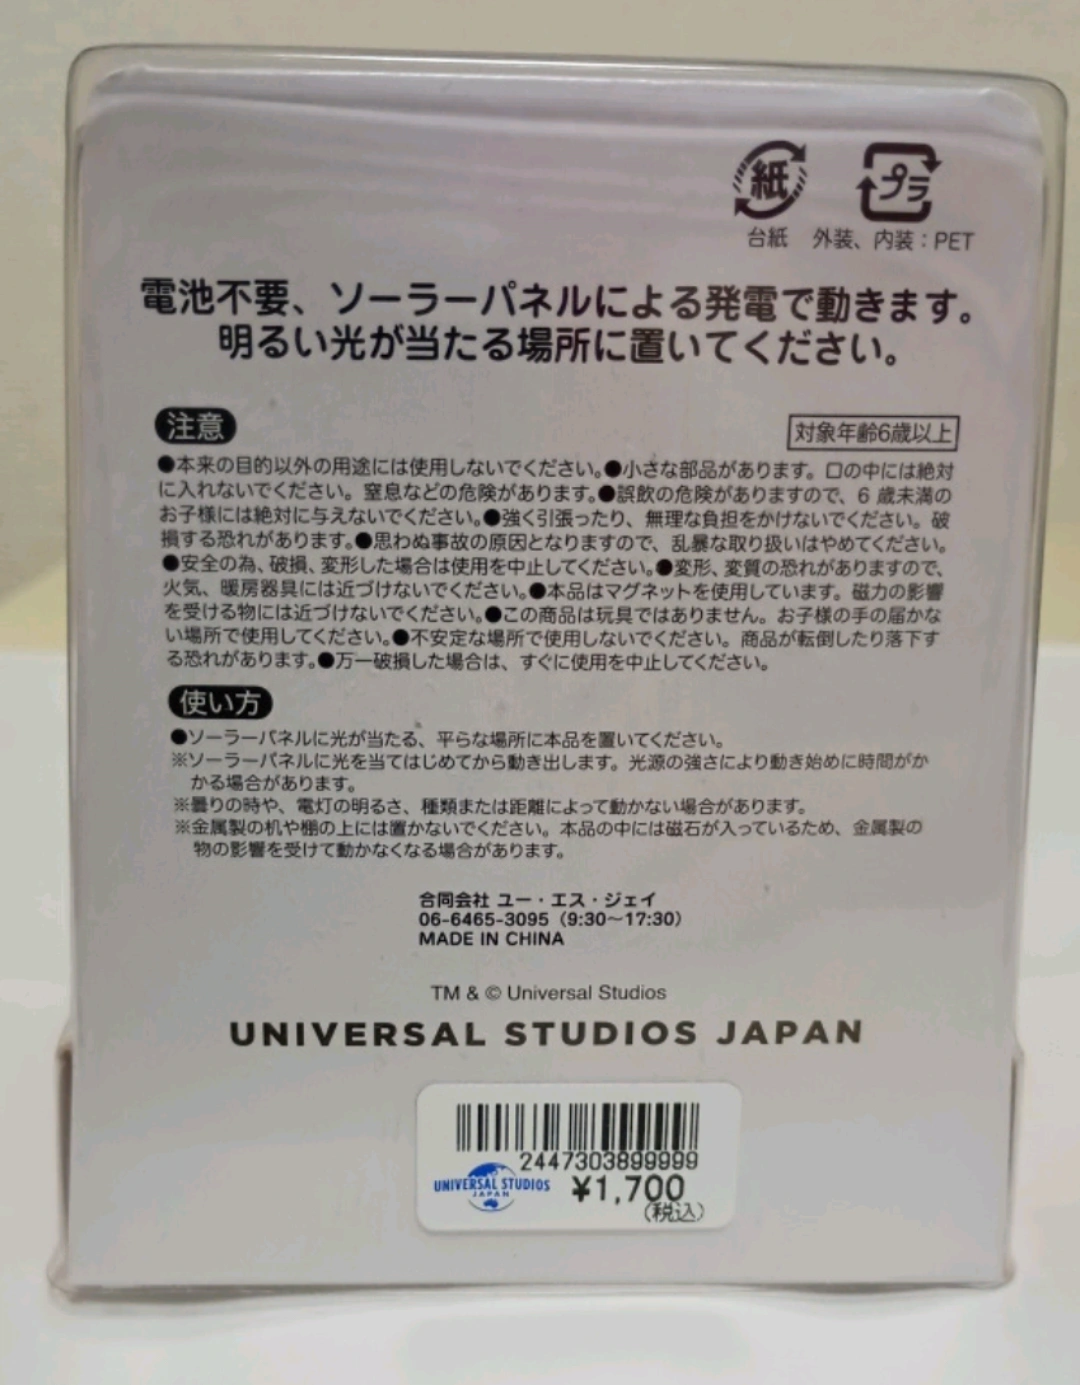 紙 プラ
台紙 外装、内装：PET
電池不要、ソーラーパネルによる発電で動きます。
明るい光が当たる場所に置いてください。
注意 対象年齢6歳以上
●本来の目的以外の用途には使用しないでください。●小さな部品があります。口の中には絶対
に入れないでください。窒息などの危険があります。●誤飲の危険がありますので、6 歳未満の
お子様には絶対に与えないでください。●強く引張ったり、無理な負担をかけないでください。破
損する恐れがあります。●思わぬ事故の原因となりますので、乱暴な取り扱いはやめてください。
●安全の為、破損、変形した場合は使用を中止してください。●変形、変質の恐れがありますので、
火気、暖房器具には近づけないでください。●本品はマグネットを使用しています。磁力の影響
を受ける物には近づけないでください。●この商品は玩具ではありません。お子様の手の届かな
い場所で使用してください。●不安定な場所で使用しないでください。商品が転倒したり落下す
る恐れがあります。●万一破損した場合は、すぐに使用を中止してください。
使い方
●ソーラーパネルに光が当たる、平らな場所に本品を置いてください。
※ソーラーパネルに光を当てはじめてから動き出します。光源の強さにより動き始めに時間がか
かる場合があります。
※曇りの時や、電灯の明るさ、種類または距離によって動かない場合があります。
※金属製の机や棚の上には置かないでください。本品の中には磁石が入っているため、金属製の
物の影響を受けて動かなくなる場合があります。
合同会社 ユー・エス・ジェイ
06-6465-3095（9:30～17:30）
MADE IN CHINA
TM & © Universal Studios
UNIVERSAL STUDIOS JAPAN
2447303899999
UNIVERSAL STUDIOS
JAPAN
¥1,700
(税込)